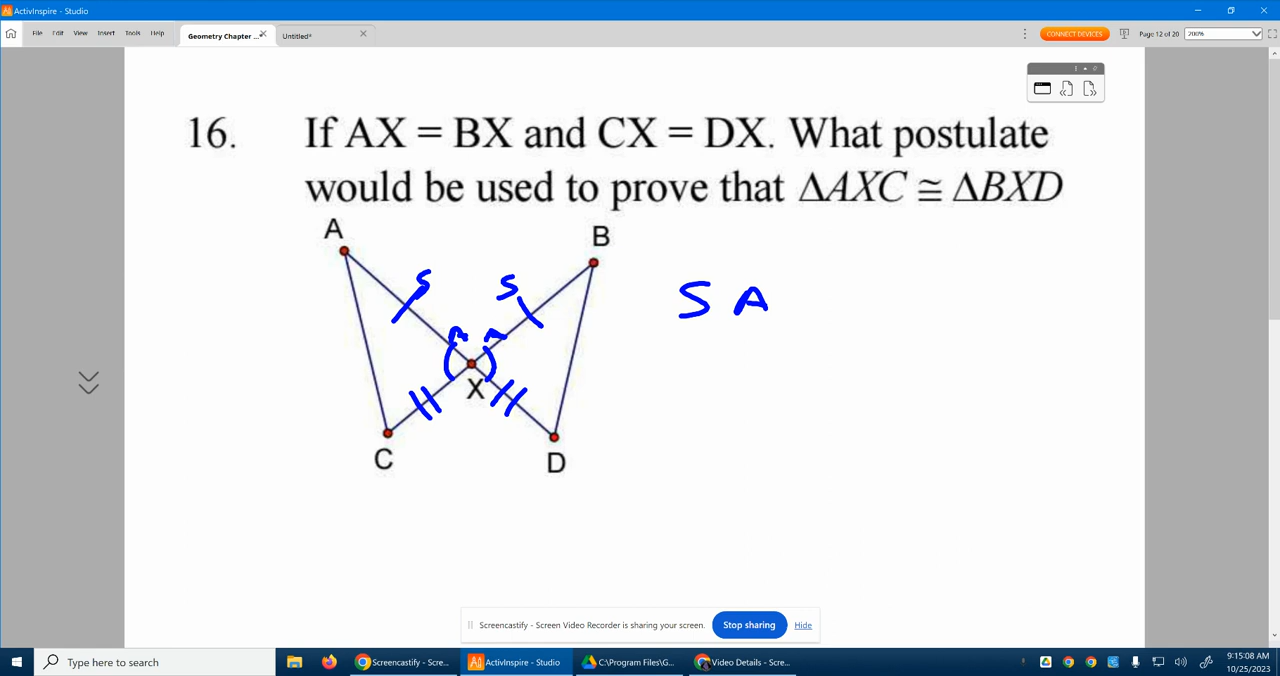 ActivInspire - Studio
File Edit View Insert Tools Help
Geometry Chapter ...
Untitled*
CONNECT DEVICES
Page 12 of 20
200%
16. If AX = BX and CX = DX. What postulate
would be used to prove that ΔAXC ≅ ΔBXD
A
B
S
S
S A
A
A
X
C
D
Screencastify - Screen Video Recorder is sharing your screen.
Stop sharing
Hide
Type here to search
Screencastify - Scre...
ActivInspire - Studio
C:\Program Files\G...
Video Details - Scre...
9:15:08 AM
10/25/2023